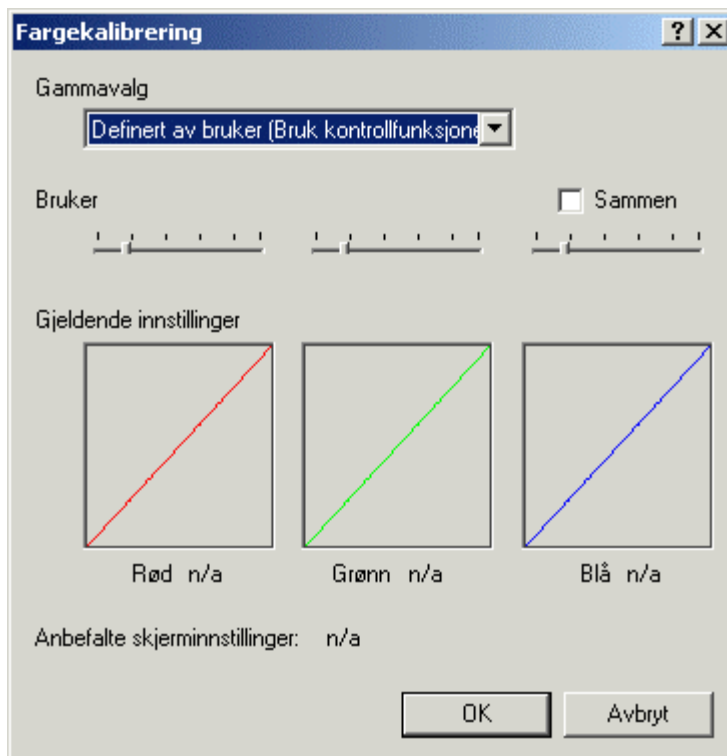 Fargekalibrering
Gammavalg
Definert av bruker (Bruk kontrollfunksjone
Bruker
Sammen
Gjeldende innstillinger
Rød n/a Grønn n/a Blå n/a
Anbefalte skjerminnstillinger: n/a
OK Avbryt